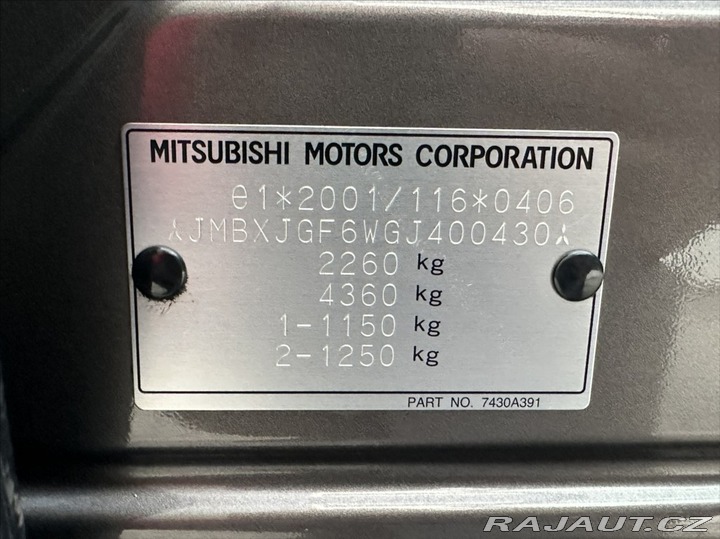 MITSUBISHI MOTORS CORPORATION
e1*2001/116*0406
JMBXJGF6WGJ400430
2260 kg
4360 kg
1-1150 kg
2-1250 kg
PART NO. 7430A391
RAJAUT.CZ